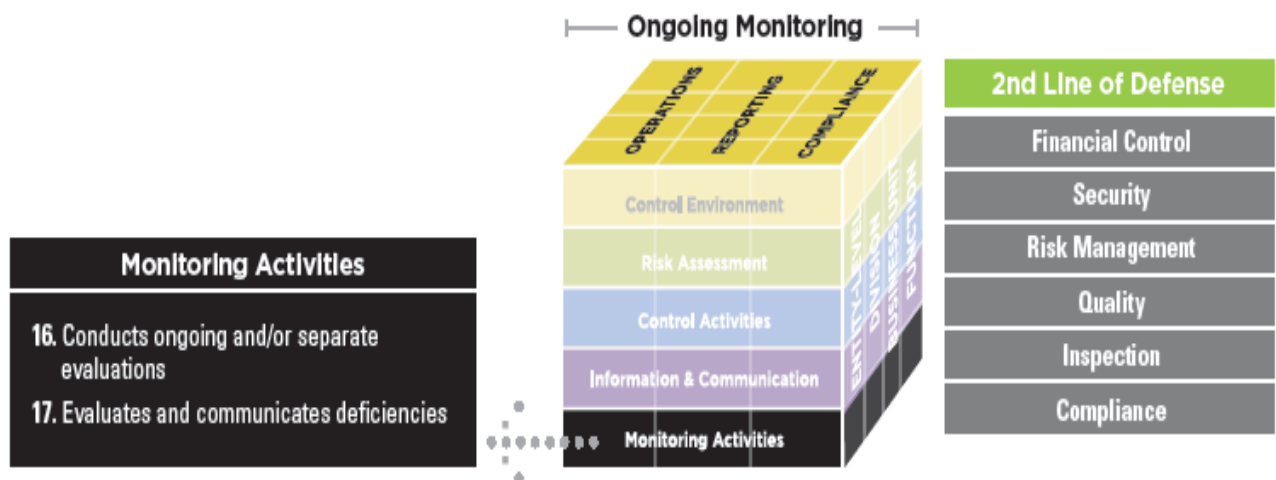 Ongoing Monitoring
OPERATIONS
REPORTING
COMPLIANCE
Control Environment
Risk Assessment
Control Activities
Information & Communication
Monitoring Activities
ENTITY-LEVEL
DIVISION
BUSINESS UNIT
FUNCTION
Monitoring Activities
16. Conducts ongoing and/or separate
evaluations
17. Evaluates and communicates deficiencies
2nd Line of Defense
Financial Control
Security
Risk Management
Quality
Inspection
Compliance